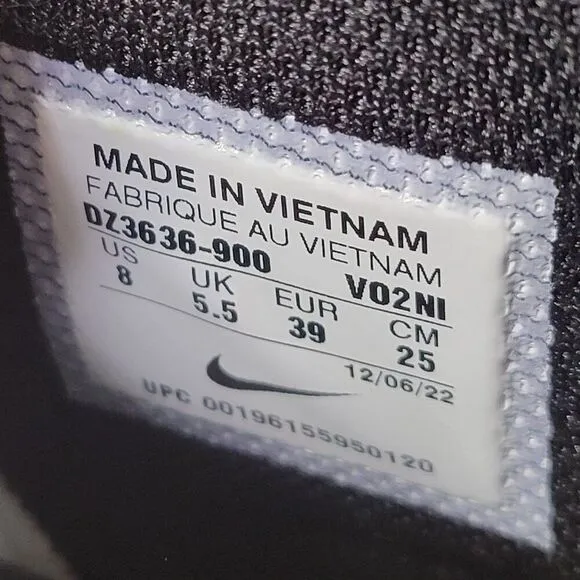 MADE IN VIETNAM
FABRIQUE AU VIETNAM
DZ3636-900 V02NI
US UK EUR CM
8 5.5 39 25
12/06/22
UPC 00196155950120